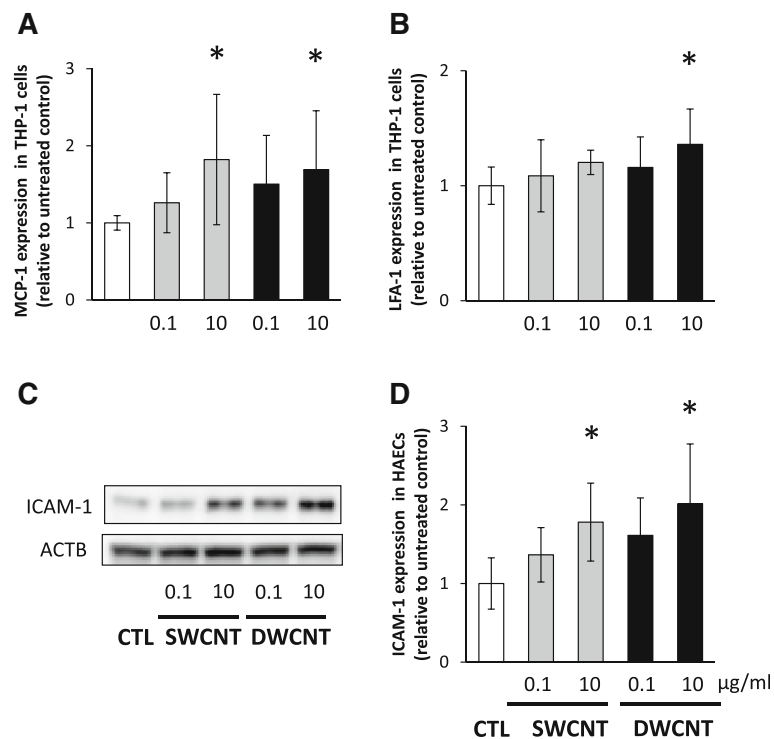 A
MCP-1 expression in THP-1 cells
(relative to untreated control)
3
2
1
0
*
*
0.1 10 0.1 10
B
LFA-1 expression in THP-1 cells
(relative to untreated control)
2
1
0
*
0.1 10 0.1 10
C
ICAM-1
ACTB
0.1 10 0.1 10
CTL SWCNT DWCNT
D
ICAM-1 expression in HAECs
(relative to untreated control)
3
2
1
0
*
*
0.1 10 0.1 10 μg/ml
CTL SWCNT DWCNT